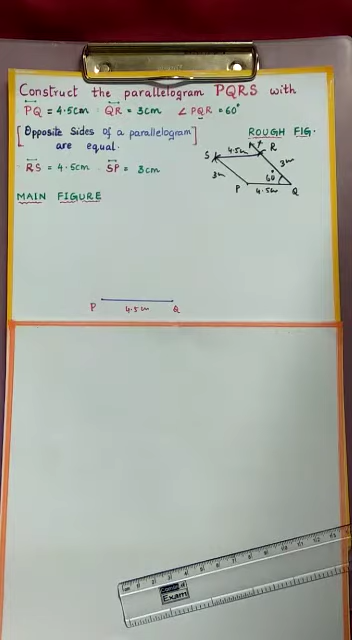 Construct the parallelogram PQRS with
PQ = 4.5cm QR = 3cm ∠PQR = 60°
[Opposite Sides of a parallelogram] ROUGH FIG.
are equal.
RS = 4.5cm SP = 3cm
S 4.5cm R
3cm 60° 3cm
P 4.5cm Q
MAIN FIGURE
P 4.5cm Q
Exam